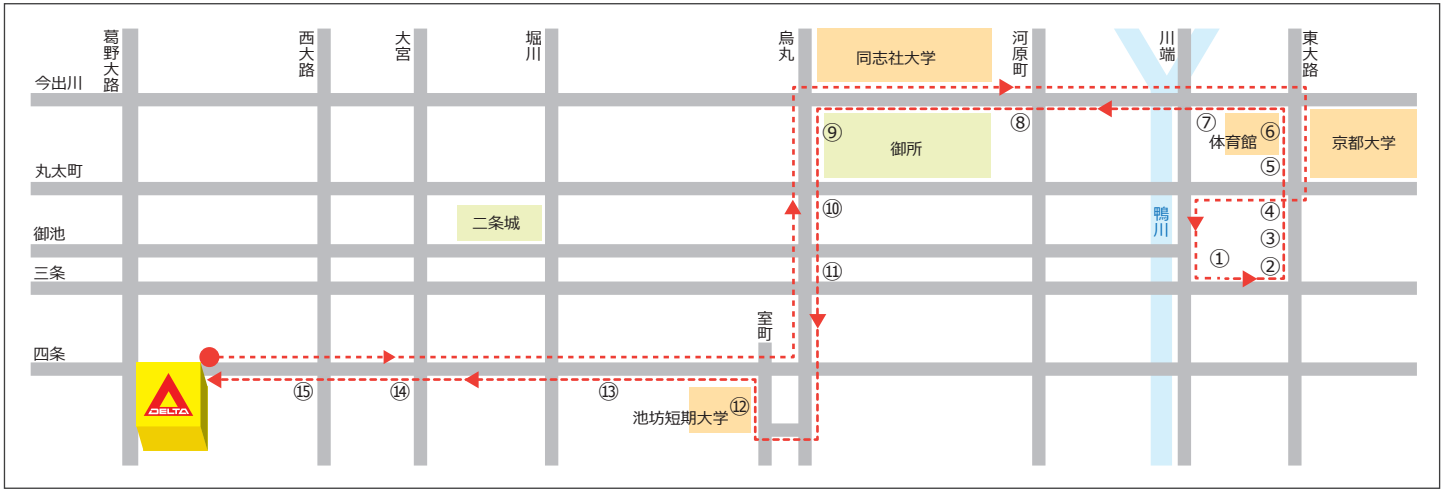 葛野大路
西大路
大宮
堀川
烏丸
河原町
川端
東大路
同志社大学
今出川
⑨
⑧
⑦
⑥
体育館
御所
京都大学
⑤
丸太町
二条城
⑩
鴨川
④
御池
③
三条
⑪
①
②
室町
四条
DELTA
⑮
⑭
⑬
⑫
池坊短期大学